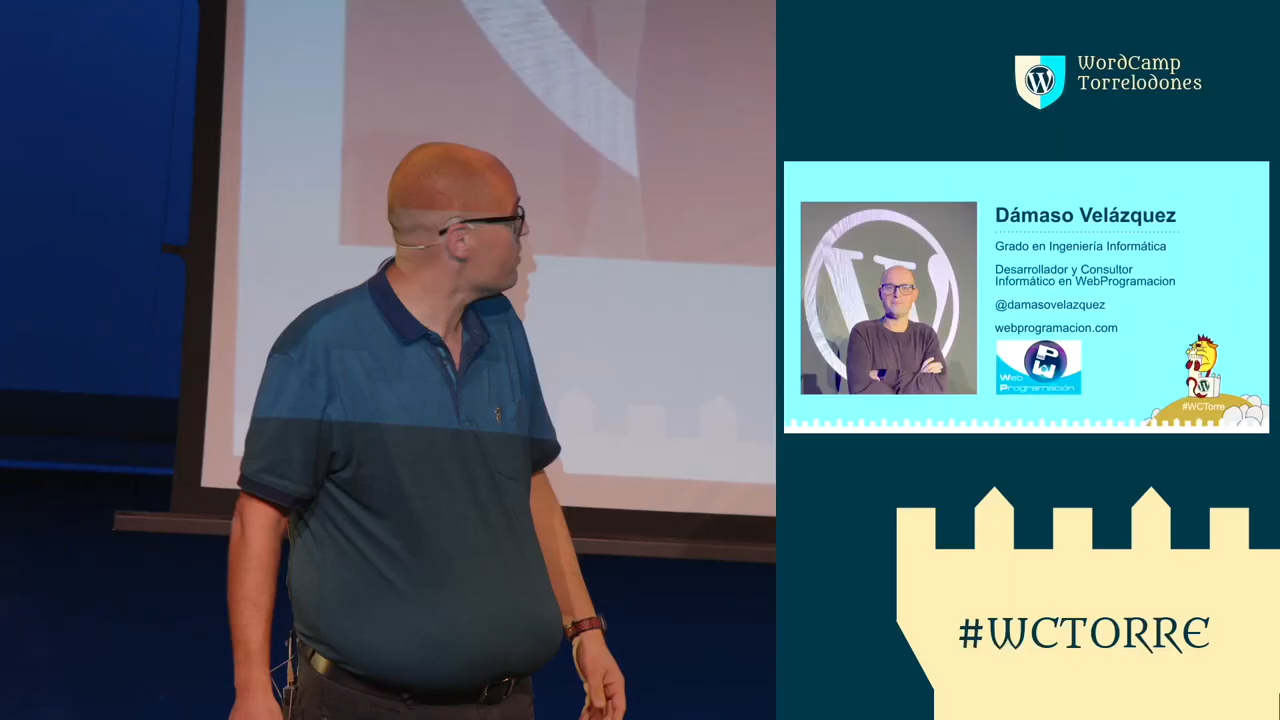 WordCamp
Torrelodones
Dámaso Velázquez
Grado en Ingeniería Informática
Desarrollador y Consultor
Informático en WebProgramacion
@damasovelazquez
webprogramacion.com
PW
Web
Programación
#WCTorre
#WCTORRE